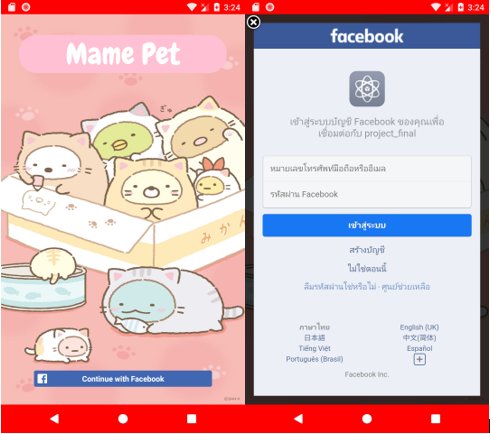 3:24
Mame Pet
みかん
Continue with Facebook
3:24
facebook
เข้าสู่ระบบบัญชี Facebook ของคุณเพื่อ
เชื่อมต่อกับ project_final
หมายเลขโทรศัพท์มือถือหรืออีเมล
รหัสผ่าน Facebook
เข้าสู่ระบบ
สร้างบัญชี
ไม่ใช่ตอนนี้
ลืมรหัสผ่านใช่หรือไม่ · ศูนย์ช่วยเหลือ
ภาษาไทย English (UK)
日本語 中文(简体)
Tiếng Việt Español
Português (Brasil)
Facebook Inc.